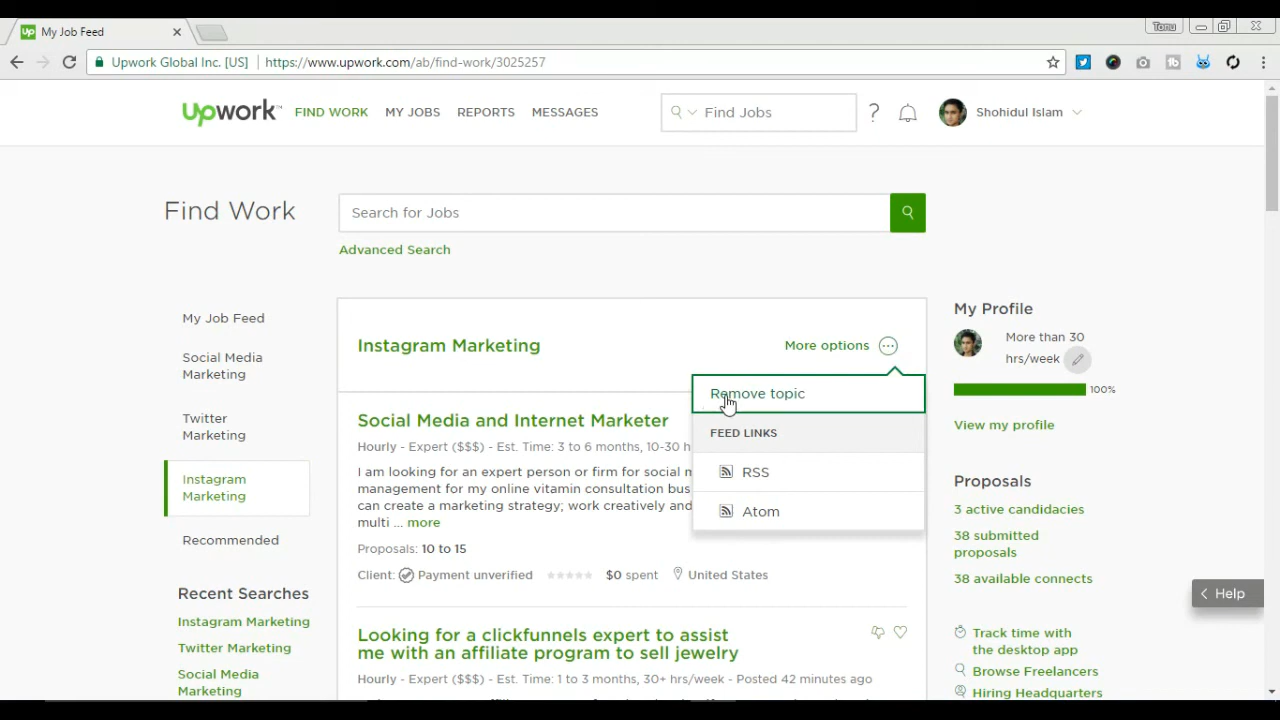 Up My Job Feed
Tanu
Upwork Global Inc. [US] https://www.upwork.com/ab/find-work/3025257
upwork™ FIND WORK MY JOBS REPORTS MESSAGES Find Jobs ? Shohidul Islam
Find Work
Search for Jobs
Advanced Search
My Job Feed
Social Media
Marketing
Twitter
Marketing
Instagram
Marketing
Recommended
Recent Searches
Instagram Marketing
Twitter Marketing
Social Media
Marketing
Instagram Marketing More options
Remove topic
FEED LINKS
RSS
Atom
Social Media and Internet Marketer
Hourly - Expert ($$$) - Est. Time: 3 to 6 months, 10-30 h
I am looking for an expert person or firm for social m
management for my online vitamin consultation bus
can create a marketing strategy; work creatively and
multi ... more
Proposals: 10 to 15
Client: Payment unverified $0 spent United States
Looking for a clickfunnels expert to assist
me with an affiliate program to sell jewelry
Hourly - Expert ($$$) - Est. Time: 1 to 3 months, 30+ hrs/week - Posted 42 minutes ago
My Profile
More than 30
hrs/week
100%
View my profile
Proposals
3 active candidacies
38 submitted
proposals
38 available connects
Help
Track time with
the desktop app
Browse Freelancers
Hiring Headquarters